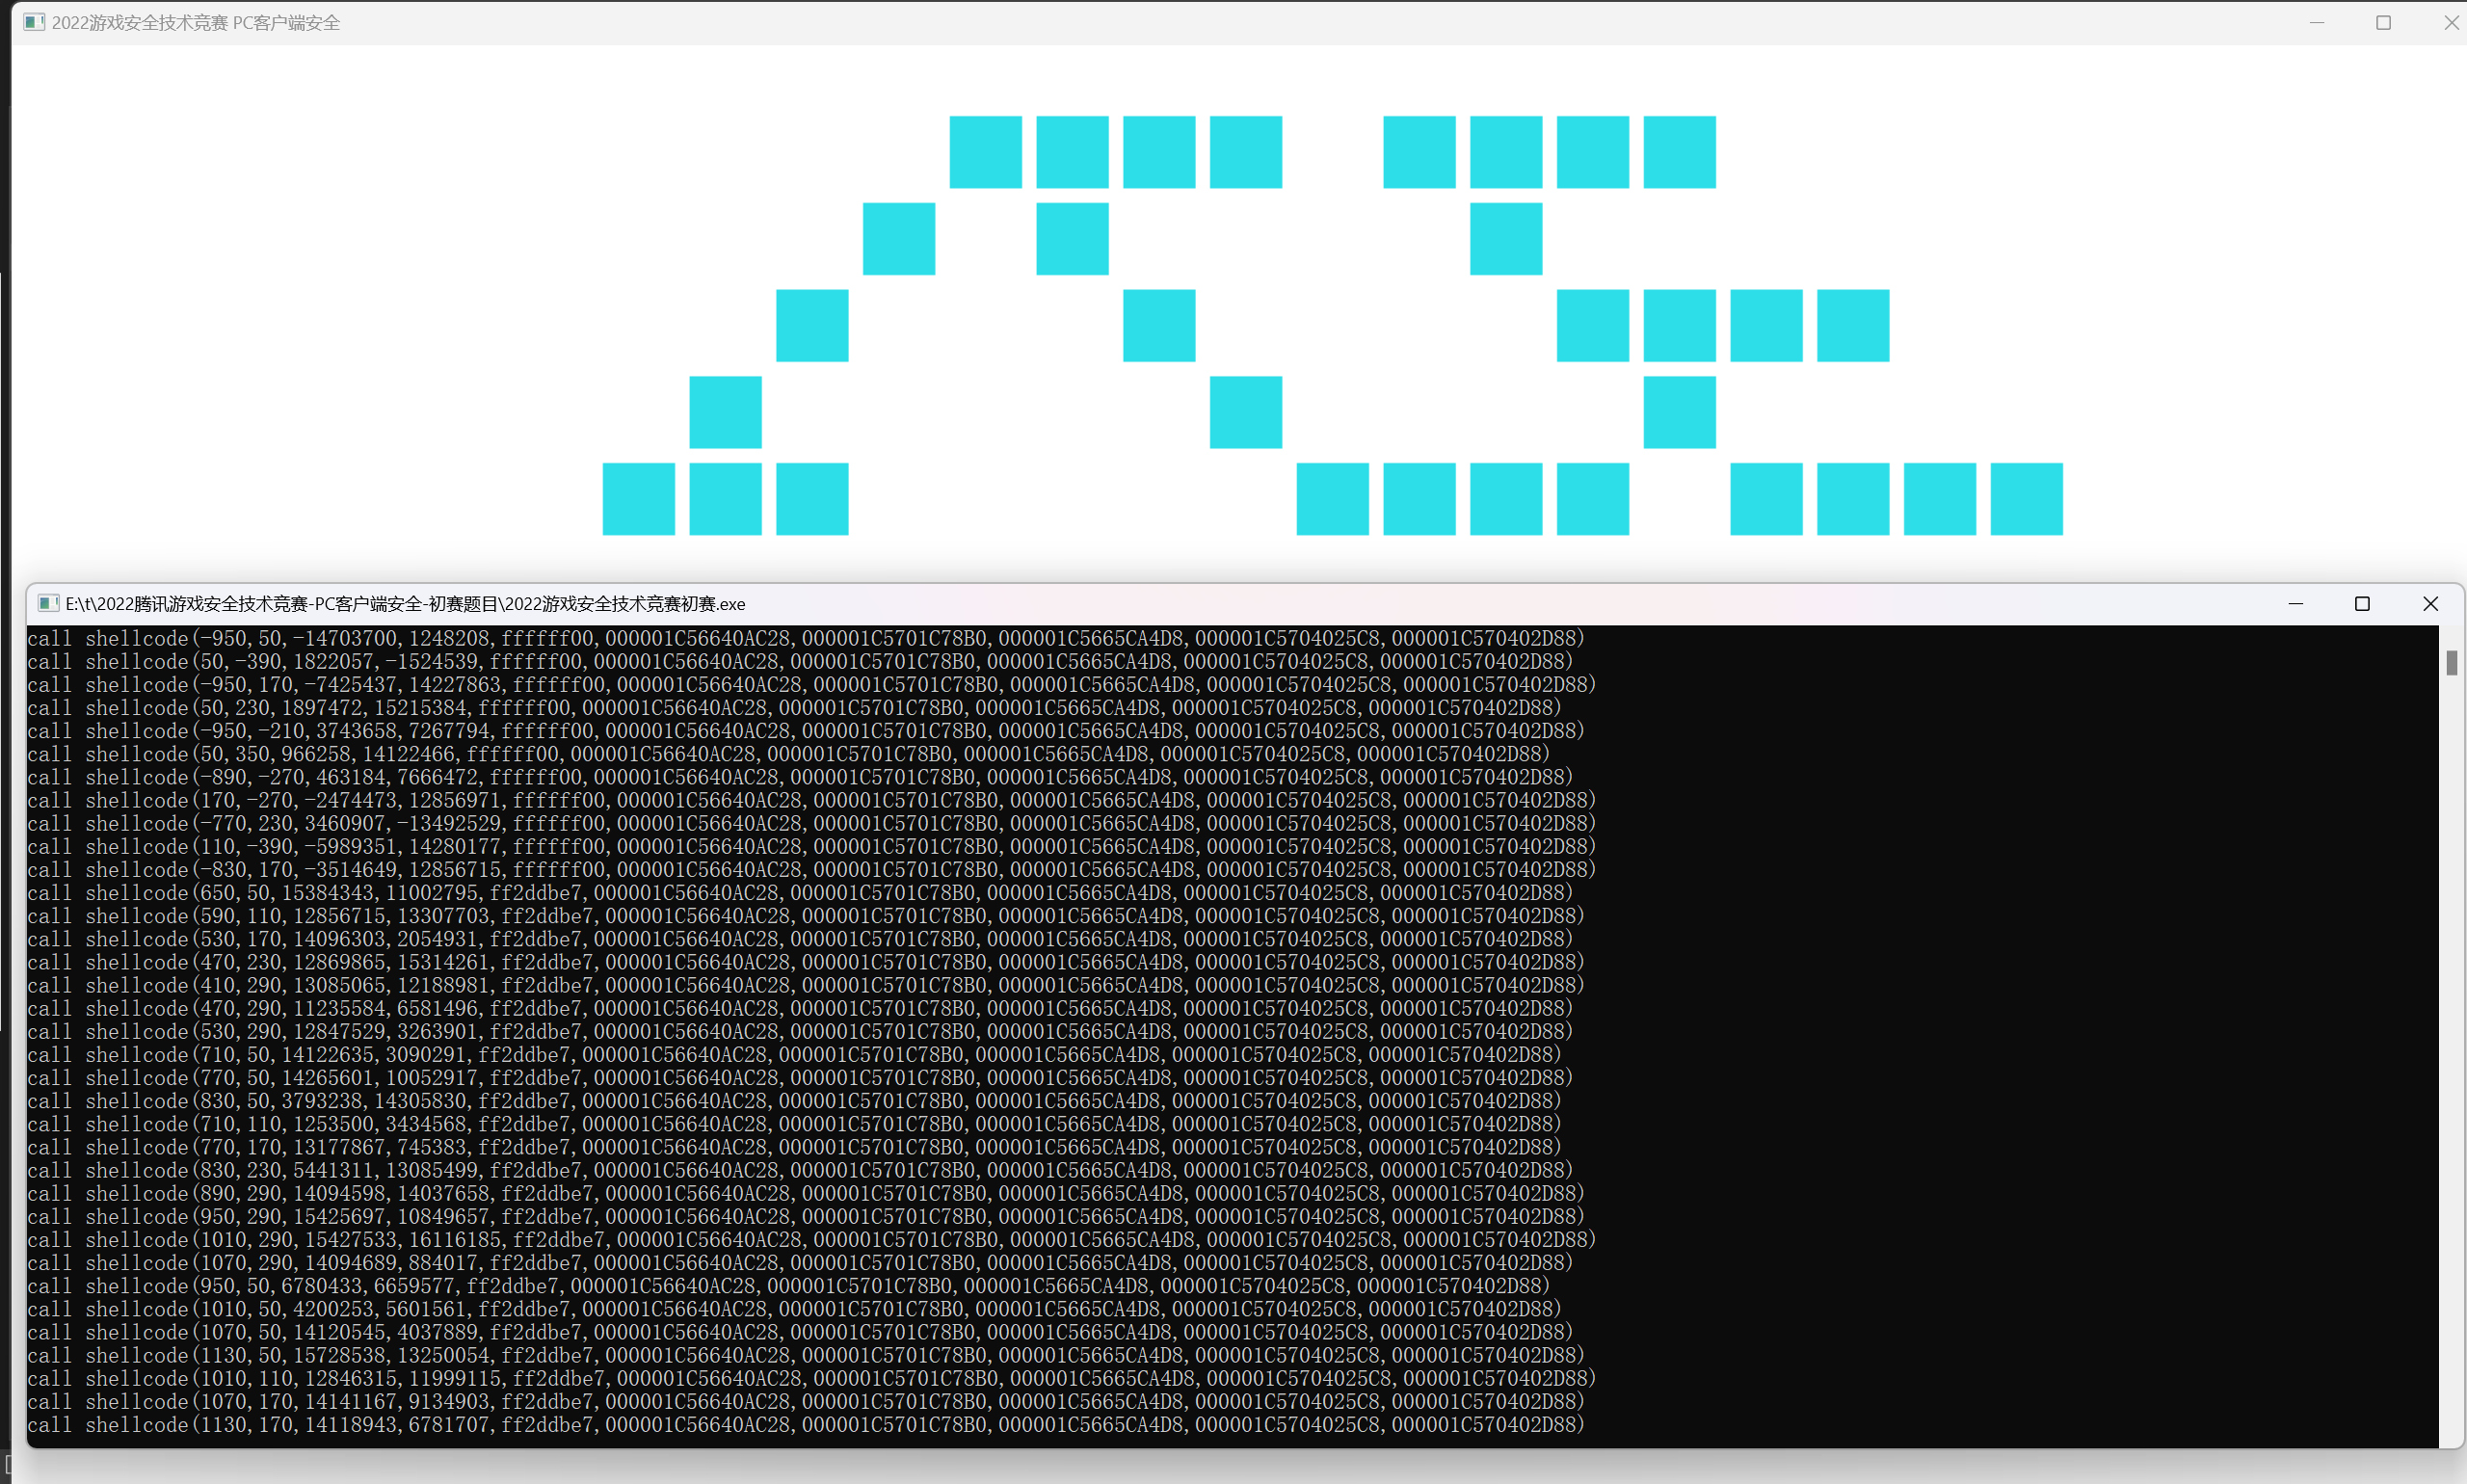 2022游戏安全技术竞赛 PC客户端安全
E:\t\2022腾讯游戏安全技术竞赛-PC客户端安全-初赛题目\2022游戏安全技术竞赛初赛.exe
call shellcode(-950,50,-14703700,1248208,ffffff00,000001C56640AC28,000001C5701C78B0,000001C5665CA4D8,000001C5704025C8,000001C570402D88)
call shellcode(50,-390,1822057,-1524539,ffffff00,000001C56640AC28,000001C5701C78B0,000001C5665CA4D8,000001C5704025C8,000001C570402D88)
call shellcode(-950,170,-7425437,14227863,ffffff00,000001C56640AC28,000001C5701C78B0,000001C5665CA4D8,000001C5704025C8,000001C570402D88)
call shellcode(50,230,1897472,15215384,ffffff00,000001C56640AC28,000001C5701C78B0,000001C5665CA4D8,000001C5704025C8,000001C570402D88)
call shellcode(-950,-210,3743658,7267794,ffffff00,000001C56640AC28,000001C5701C78B0,000001C5665CA4D8,000001C5704025C8,000001C570402D88)
call shellcode(50,350,966258,14122466,ffffff00,000001C56640AC28,000001C5701C78B0,000001C5665CA4D8,000001C5704025C8,000001C570402D88)
call shellcode(-890,-270,463184,7666472,ffffff00,000001C56640AC28,000001C5701C78B0,000001C5665CA4D8,000001C5704025C8,000001C570402D88)
call shellcode(170,-270,-2474473,12856971,ffffff00,000001C56640AC28,000001C5701C78B0,000001C5665CA4D8,000001C5704025C8,000001C570402D88)
call shellcode(-770,230,3460907,-13492529,ffffff00,000001C56640AC28,000001C5701C78B0,000001C5665CA4D8,000001C5704025C8,000001C570402D88)
call shellcode(110,-390,-5989351,14280177,ffffff00,000001C56640AC28,000001C5701C78B0,000001C5665CA4D8,000001C5704025C8,000001C570402D88)
call shellcode(-830,170,-3514649,12856715,ffffff00,000001C56640AC28,000001C5701C78B0,000001C5665CA4D8,000001C5704025C8,000001C570402D88)
call shellcode(650,50,15384343,11002795,ff2ddbe7,000001C56640AC28,000001C5701C78B0,000001C5665CA4D8,000001C5704025C8,000001C570402D88)
call shellcode(590,110,12856715,13307703,ff2ddbe7,000001C56640AC28,000001C5701C78B0,000001C5665CA4D8,000001C5704025C8,000001C570402D88)
call shellcode(530,170,14096303,2054931,ff2ddbe7,000001C56640AC28,000001C5701C78B0,000001C5665CA4D8,000001C5704025C8,000001C570402D88)
call shellcode(470,230,12869865,15314261,ff2ddbe7,000001C56640AC28,000001C5701C78B0,000001C5665CA4D8,000001C5704025C8,000001C570402D88)
call shellcode(410,290,13085065,12188981,ff2ddbe7,000001C56640AC28,000001C5701C78B0,000001C5665CA4D8,000001C5704025C8,000001C570402D88)
call shellcode(470,290,11235584,6581496,ff2ddbe7,000001C56640AC28,000001C5701C78B0,000001C5665CA4D8,000001C5704025C8,000001C570402D88)
call shellcode(530,290,12847529,3263901,ff2ddbe7,000001C56640AC28,000001C5701C78B0,000001C5665CA4D8,000001C5704025C8,000001C570402D88)
call shellcode(710,50,14122635,3090291,ff2ddbe7,000001C56640AC28,000001C5701C78B0,000001C5665CA4D8,000001C5704025C8,000001C570402D88)
call shellcode(770,50,14265601,10052917,ff2ddbe7,000001C56640AC28,000001C5701C78B0,000001C5665CA4D8,000001C5704025C8,000001C570402D88)
call shellcode(830,50,3793238,14305830,ff2ddbe7,000001C56640AC28,000001C5701C78B0,000001C5665CA4D8,000001C5704025C8,000001C570402D88)
call shellcode(710,110,1253500,3434568,ff2ddbe7,000001C56640AC28,000001C5701C78B0,000001C5665CA4D8,000001C5704025C8,000001C570402D88)
call shellcode(770,170,13177867,745383,ff2ddbe7,000001C56640AC28,000001C5701C78B0,000001C5665CA4D8,000001C5704025C8,000001C570402D88)
call shellcode(830,230,5441311,13085499,ff2ddbe7,000001C56640AC28,000001C5701C78B0,000001C5665CA4D8,000001C5704025C8,000001C570402D88)
call shellcode(890,290,14094598,14037658,ff2ddbe7,000001C56640AC28,000001C5701C78B0,000001C5665CA4D8,000001C5704025C8,000001C570402D88)
call shellcode(950,290,15425697,10849657,ff2ddbe7,000001C56640AC28,000001C5701C78B0,000001C5665CA4D8,000001C5704025C8,000001C570402D88)
call shellcode(1010,290,15427533,16116185,ff2ddbe7,000001C56640AC28,000001C5701C78B0,000001C5665CA4D8,000001C5704025C8,000001C570402D88)
call shellcode(1070,290,14094689,884017,ff2ddbe7,000001C56640AC28,000001C5701C78B0,000001C5665CA4D8,000001C5704025C8,000001C570402D88)
call shellcode(950,50,6780433,6659577,ff2ddbe7,000001C56640AC28,000001C5701C78B0,000001C5665CA4D8,000001C5704025C8,000001C570402D88)
call shellcode(1010,50,4200253,5601561,ff2ddbe7,000001C56640AC28,000001C5701C78B0,000001C5665CA4D8,000001C5704025C8,000001C570402D88)
call shellcode(1070,50,14120545,4037889,ff2ddbe7,000001C56640AC28,000001C5701C78B0,000001C5665CA4D8,000001C5704025C8,000001C570402D88)
call shellcode(1130,50,15728538,13250054,ff2ddbe7,000001C56640AC28,000001C5701C78B0,000001C5665CA4D8,000001C5704025C8,000001C570402D88)
call shellcode(1010,110,12846315,11999115,ff2ddbe7,000001C56640AC28,000001C5701C78B0,000001C5665CA4D8,000001C5704025C8,000001C570402D88)
call shellcode(1070,170,14141167,9134903,ff2ddbe7,000001C56640AC28,000001C5701C78B0,000001C5665CA4D8,000001C5704025C8,000001C570402D88)
call shellcode(1130,170,14118943,6781707,ff2ddbe7,000001C56640AC28,000001C5701C78B0,000001C5665CA4D8,000001C5704025C8,000001C570402D88)